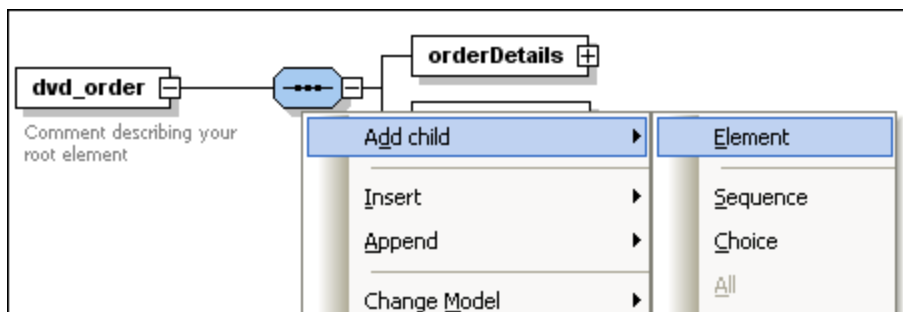 orderDetails
dvd_order
Comment describing your
root element
Add child
Element
Insert
Sequence
Append
Choice
All
Change Model